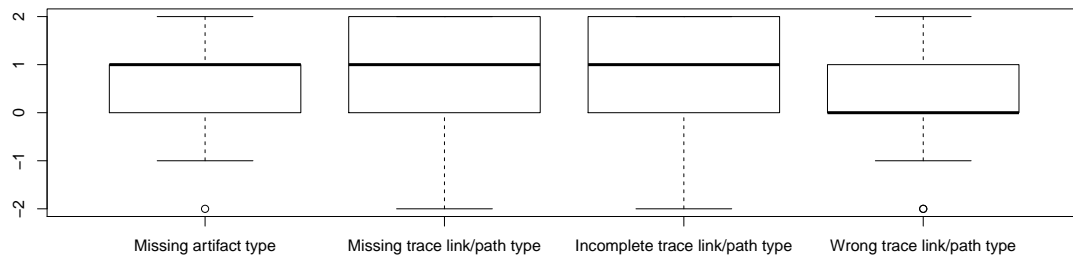 2
1
0
−1
−2
Missing artifact type
Missing trace link/path type
Incomplete trace link/path type
Wrong trace link/path type